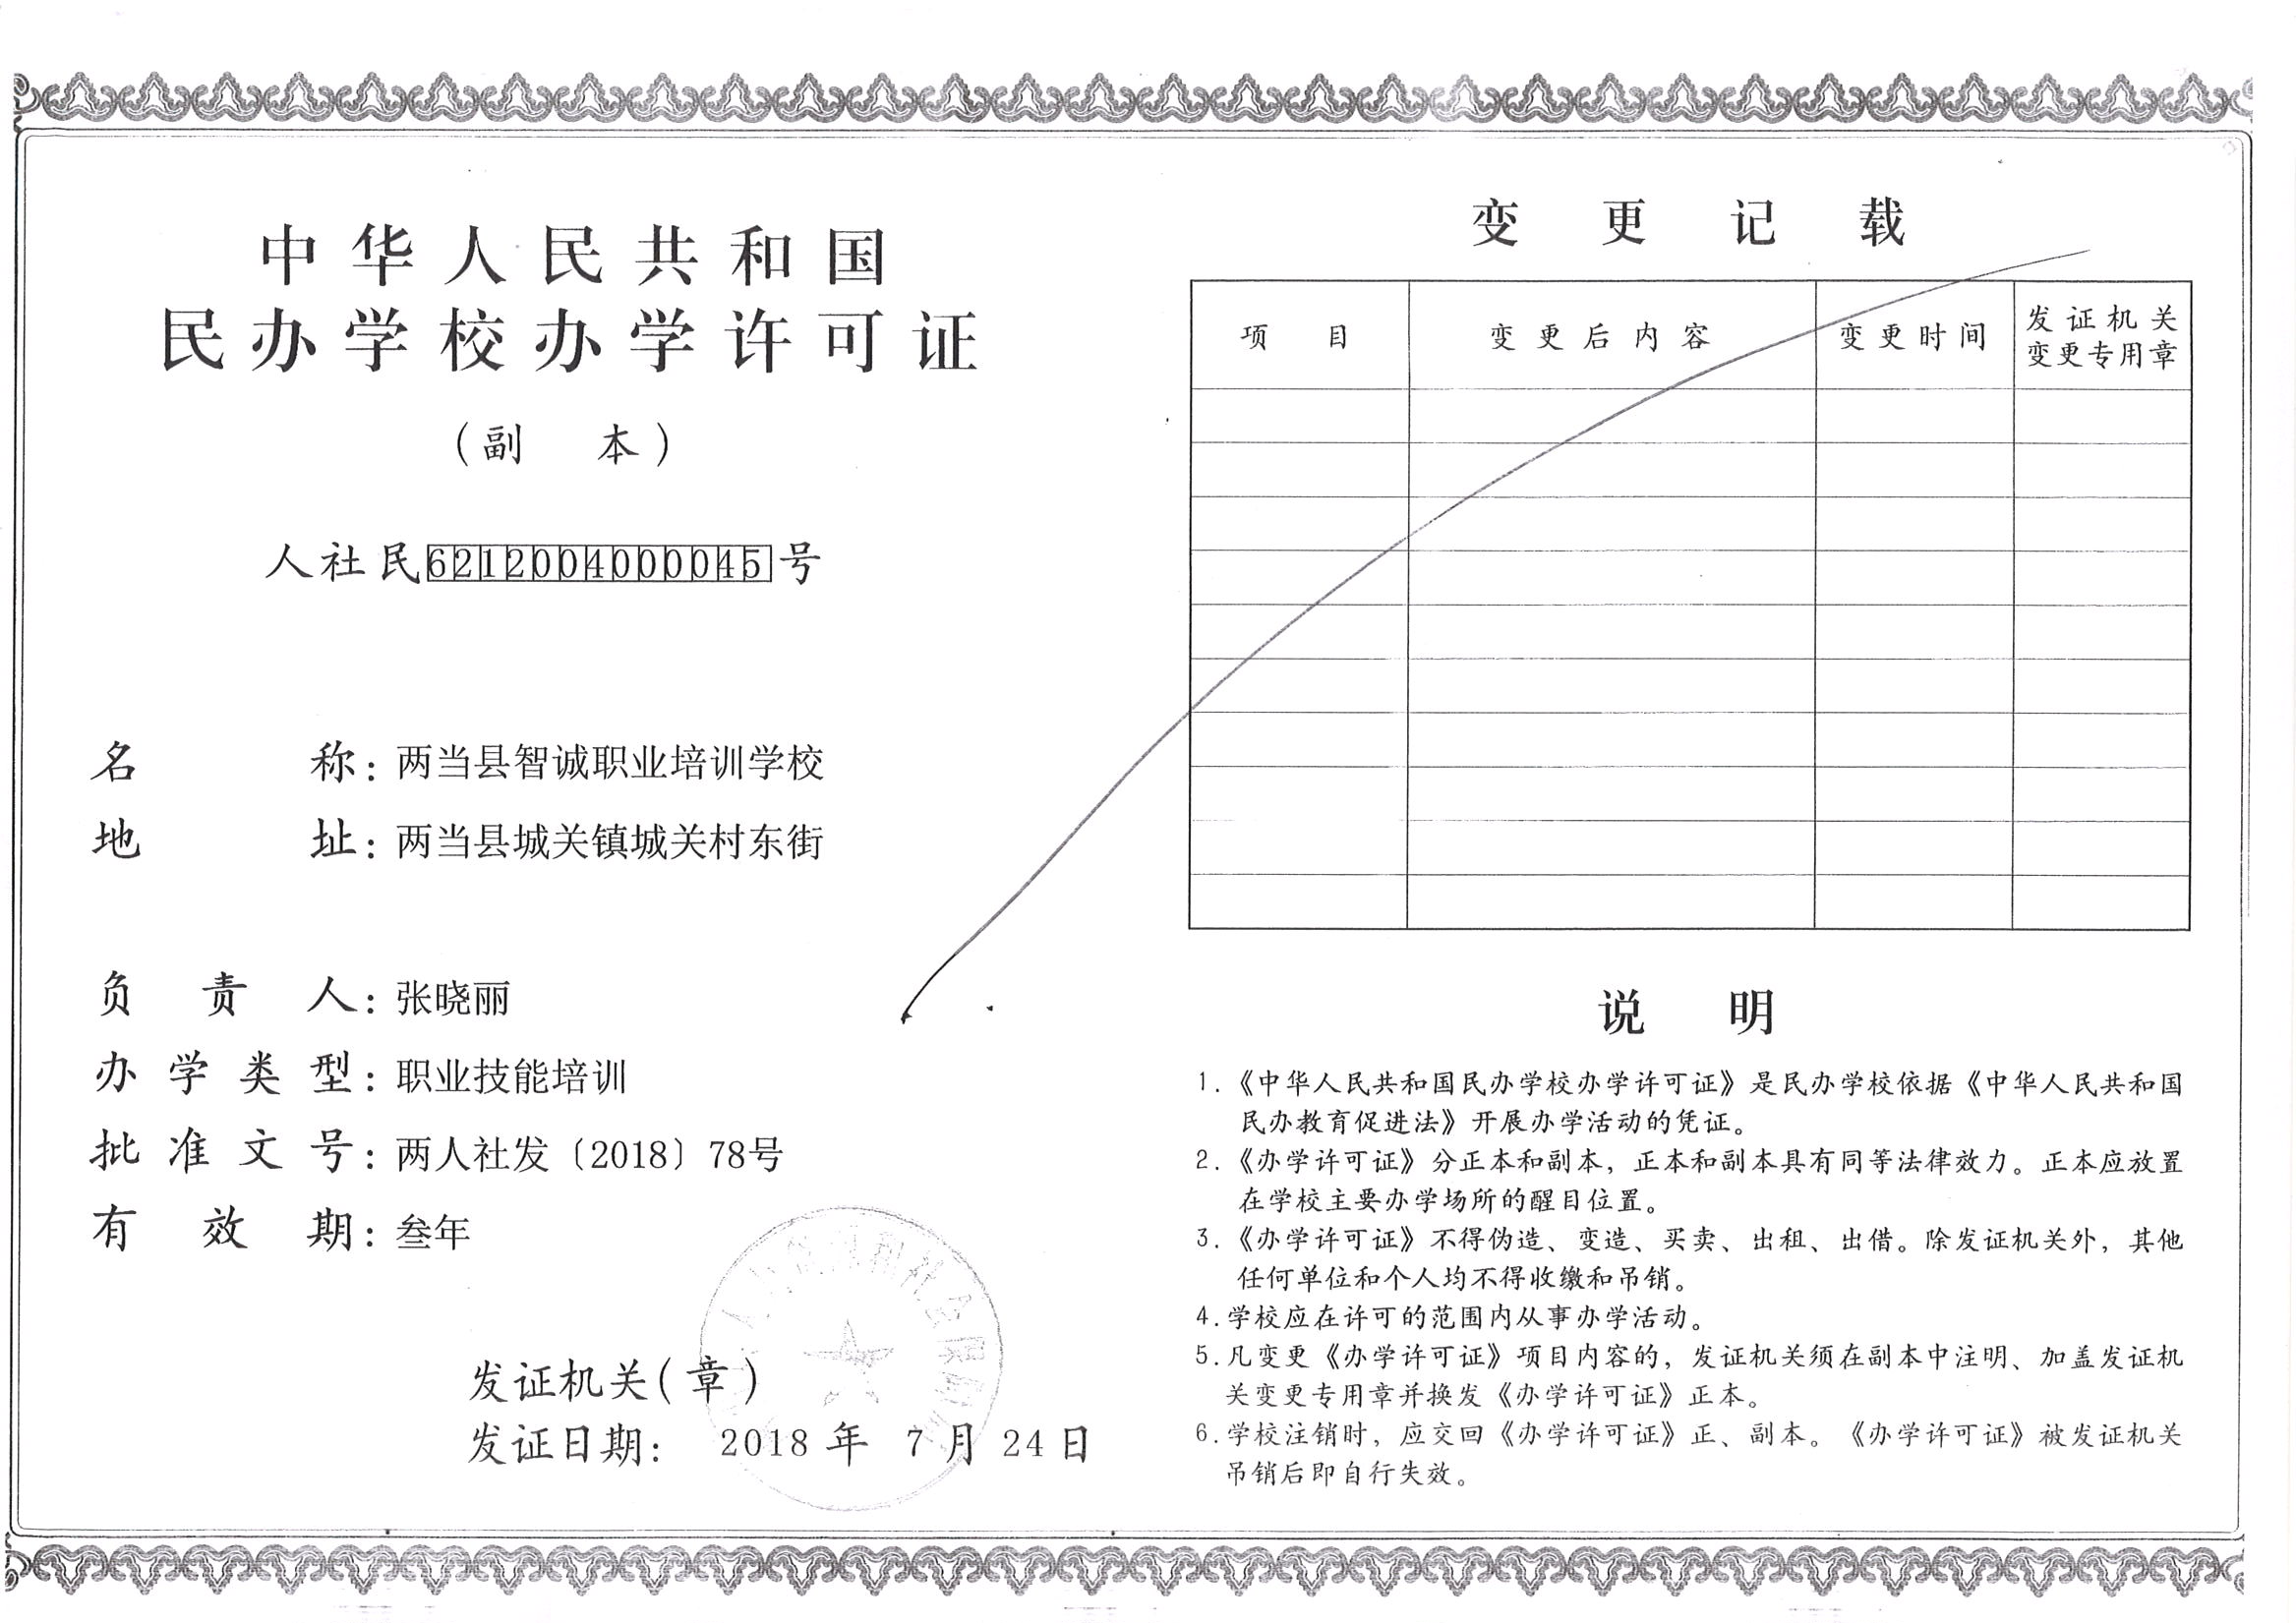 中华人民共和国
民办学校办学许可证
（副 本）
人社民6212004000045号
名 称：两当县智诚职业培训学校
地 址：两当县城关镇城关村东街
负 责 人：张晓丽
办 学 类 型：职业技能培训
批 准 文 号：两人社发〔2018〕78号
有 效 期：叁年
发证机关（章）
发证日期： 2018 年 7 月 24 日
变 更 记 载
项 目 变更后内容 变更时间 发证机关
变更专用章
说 明
1.《中华人民共和国民办学校办学许可证》是民办学校依据《中华人民共和国
民办教育促进法》开展办学活动的凭证。
2.《办学许可证》分正本和副本，正本和副本具有同等法律效力。正本应放置
在学校主要办学场所的醒目位置。
3.《办学许可证》不得伪造、变造、买卖、出租、出借。除发证机关外，其他
任何单位和个人均不得收缴和吊销。
4.学校应在许可的范围内从事办学活动。
5.凡变更《办学许可证》项目内容的，发证机关须在副本中注明、加盖发证机
关变更专用章并换发《办学许可证》正本。
6.学校注销时，应交回《办学许可证》正、副本。《办学许可证》被发证机关
吊销后即自行失效。